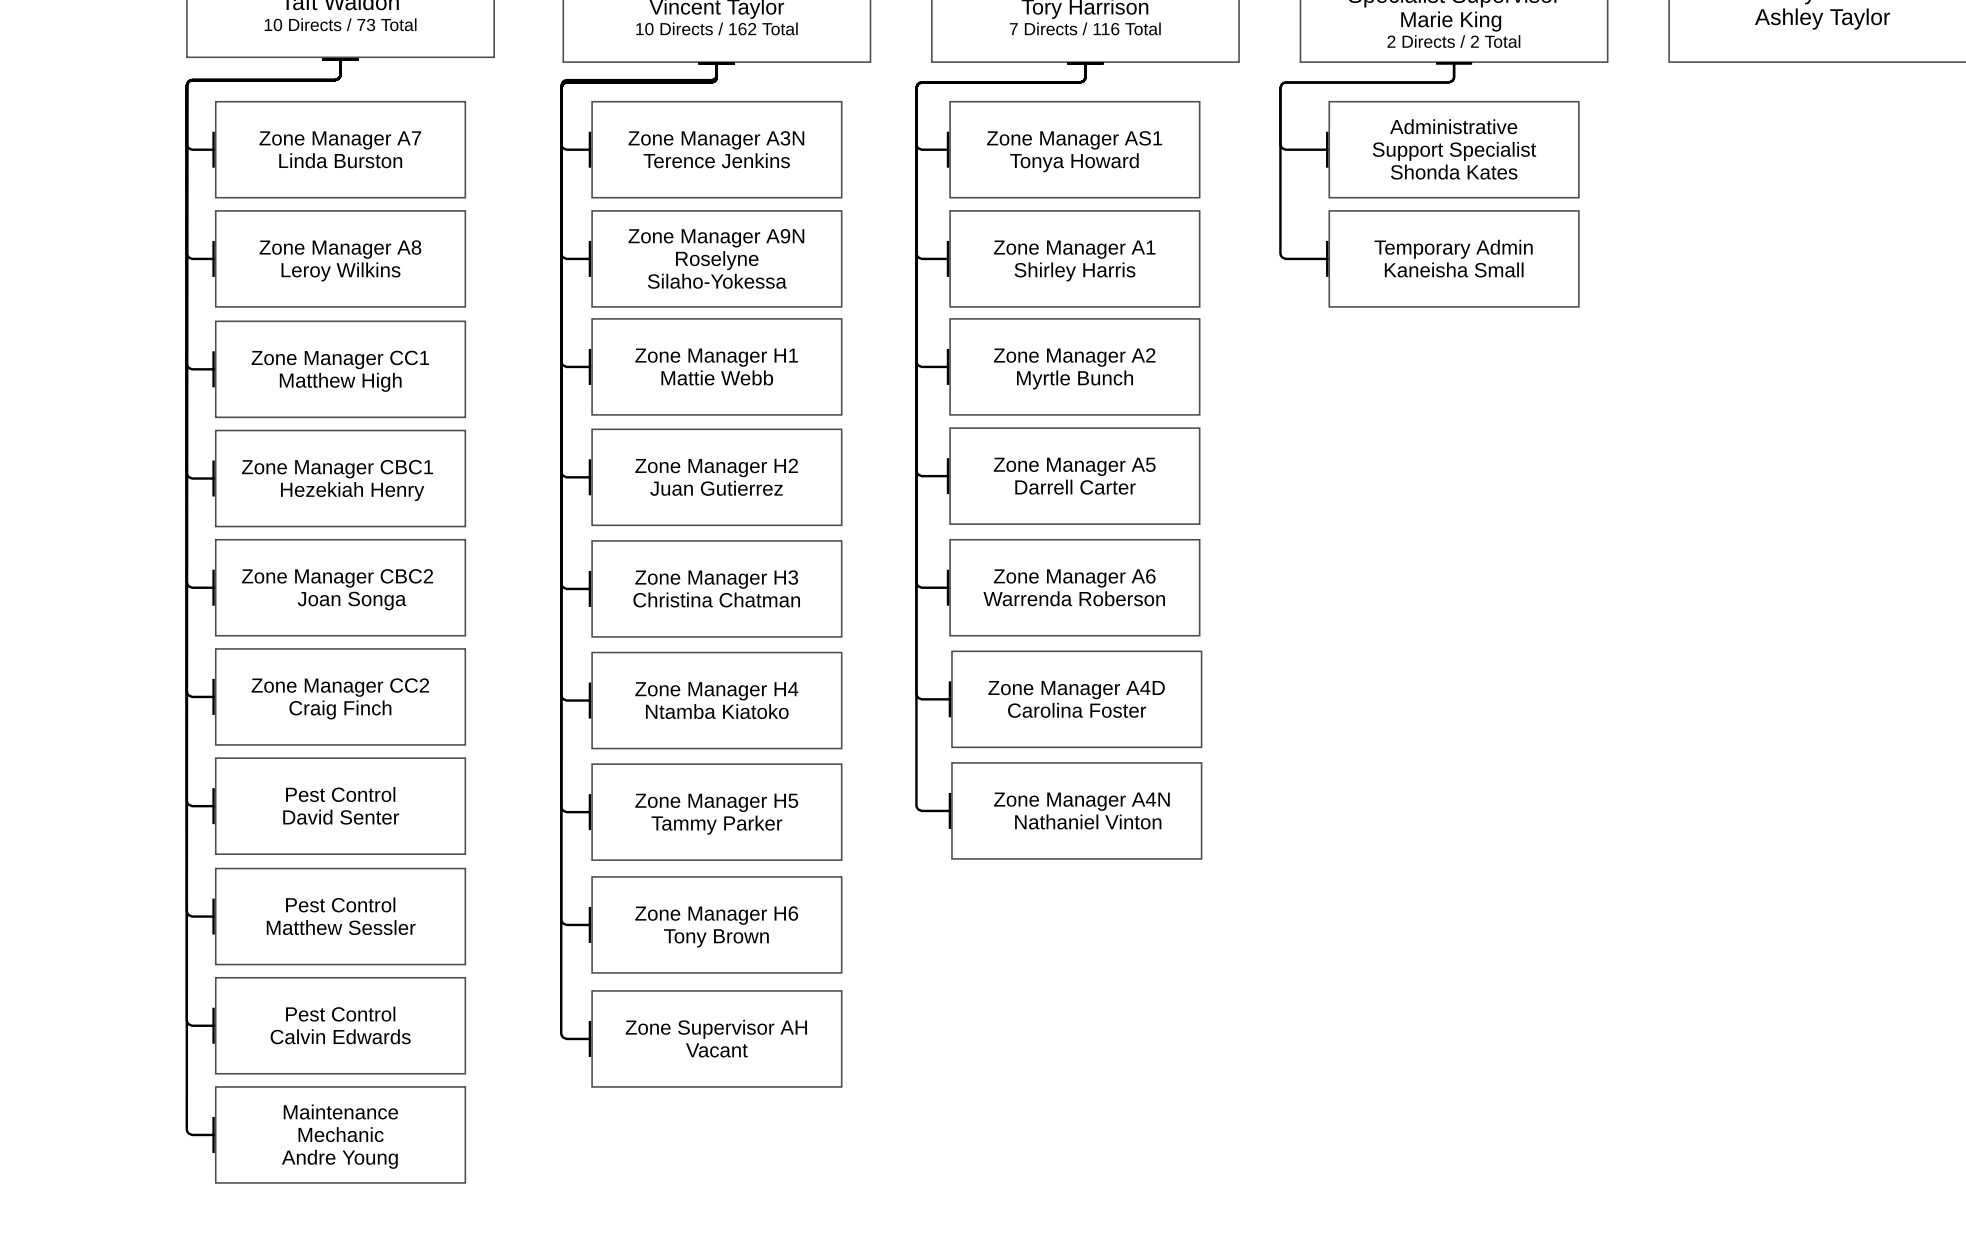 Taft Waldon
10 Directs / 73 Total
Zone Manager A7
Linda Burston
Zone Manager A8
Leroy Wilkins
Zone Manager CC1
Matthew High
Zone Manager CBC1
Hezekiah Henry
Zone Manager CBC2
Joan Songa
Zone Manager CC2
Craig Finch
Pest Control
David Senter
Pest Control
Matthew Sessler
Pest Control
Calvin Edwards
Maintenance
Mechanic
Andre Young
Vincent Taylor
10 Directs / 162 Total
Zone Manager A3N
Terence Jenkins
Zone Manager A9N
Roselyne
Silaho-Yokessa
Zone Manager H1
Mattie Webb
Zone Manager H2
Juan Gutierrez
Zone Manager H3
Christina Chatman
Zone Manager H4
Ntamba Kiatoko
Zone Manager H5
Tammy Parker
Zone Manager H6
Tony Brown
Zone Supervisor AH
Vacant
Tory Harrison
7 Directs / 116 Total
Zone Manager AS1
Tonya Howard
Zone Manager A1
Shirley Harris
Zone Manager A2
Myrtle Bunch
Zone Manager A5
Darrell Carter
Zone Manager A6
Warrenda Roberson
Zone Manager A4D
Carolina Foster
Zone Manager A4N
Nathaniel Vinton
Specialist Supervisor
Marie King
2 Directs / 2 Total
Administrative
Support Specialist
Shonda Kates
Temporary Admin
Kaneisha Small
Ashley Taylor